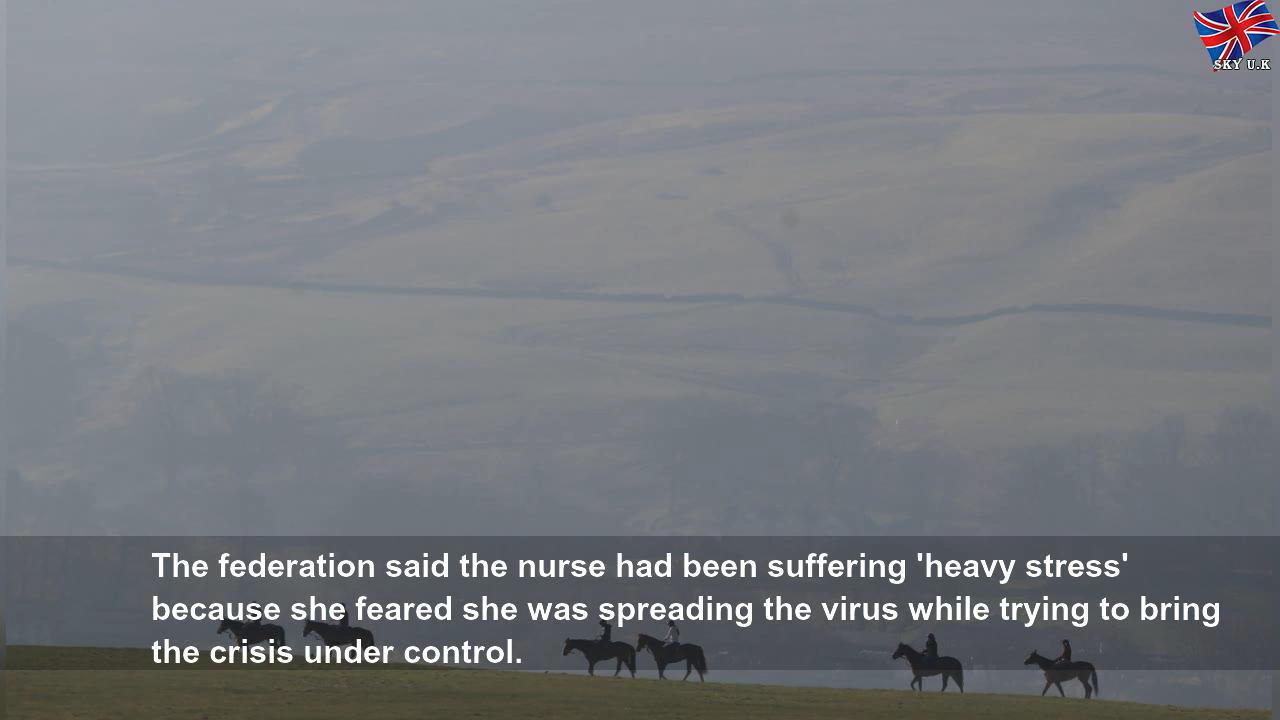 SKY U.K
The federation said the nurse had been suffering 'heavy stress'
because she feared she was spreading the virus while trying to bring
the crisis under control.